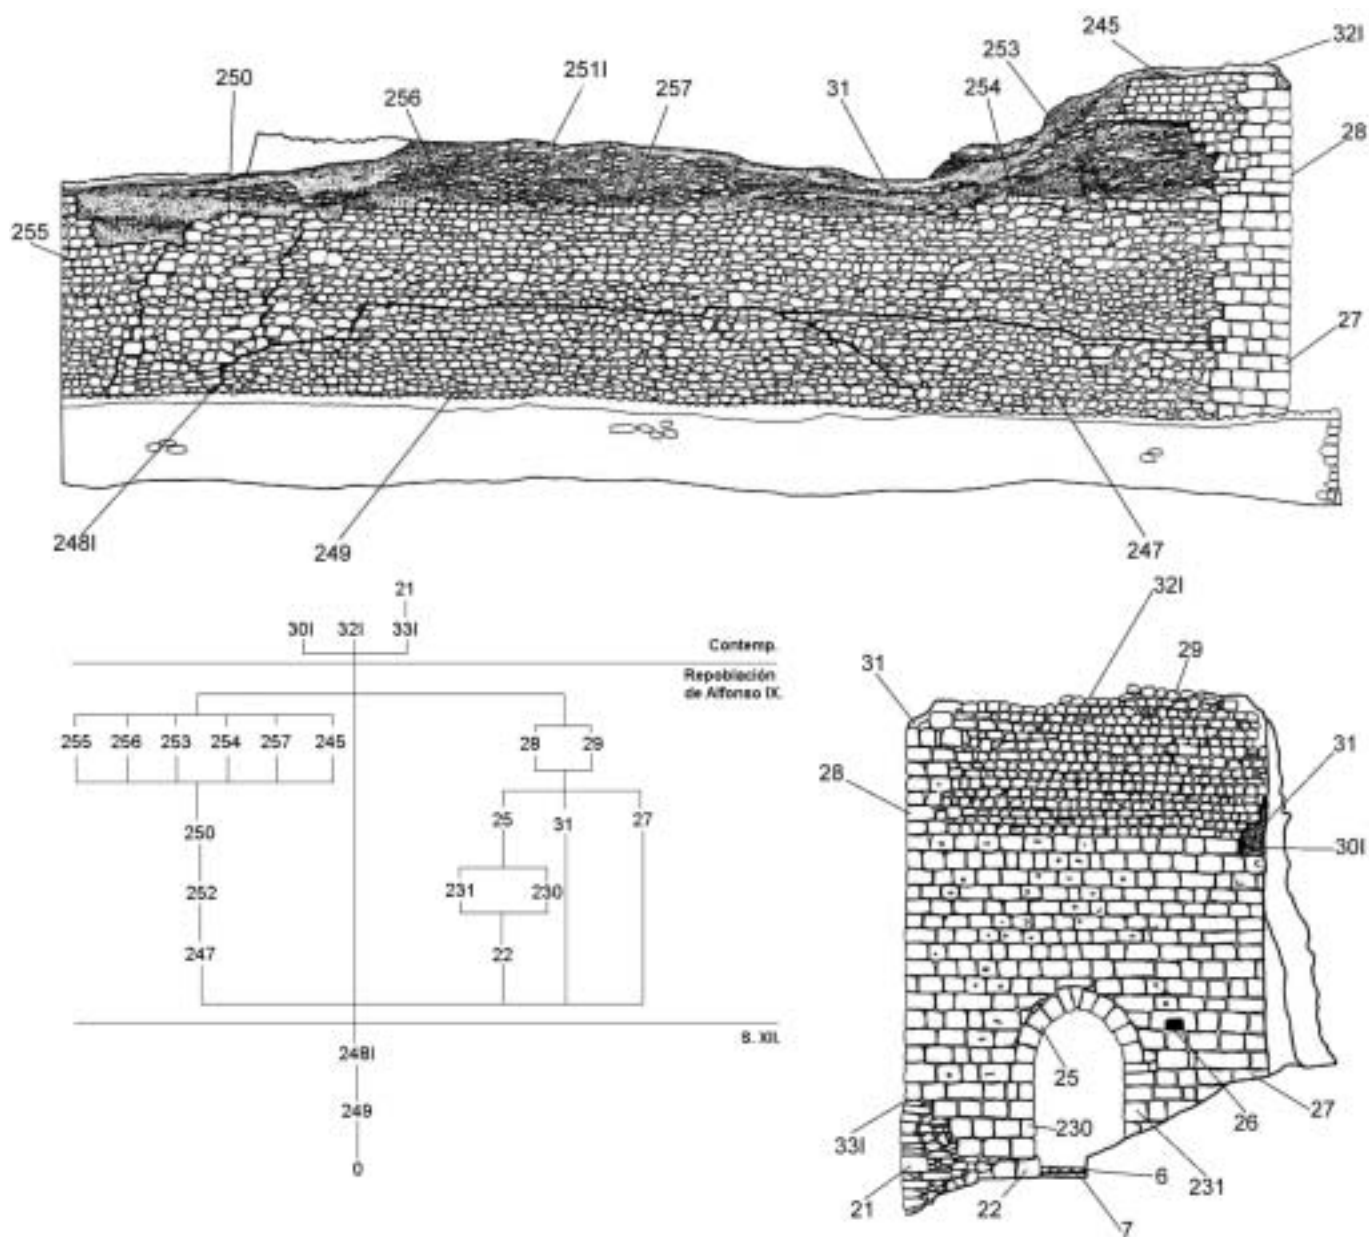 245
32I
253
251I
250
254
256
257
31
28
255
27
248I
249
247
21
30I 32I 33I
Contemp.
Repoblación
de Alfonso IX.
255 256 253 254 257 245
28 29
25 31 27
250
231 230
252
247 22
S. XII.
248I
249
0
32I
29
31
31
28
30I
25
27
33I
230
26
6
231
21
22
7